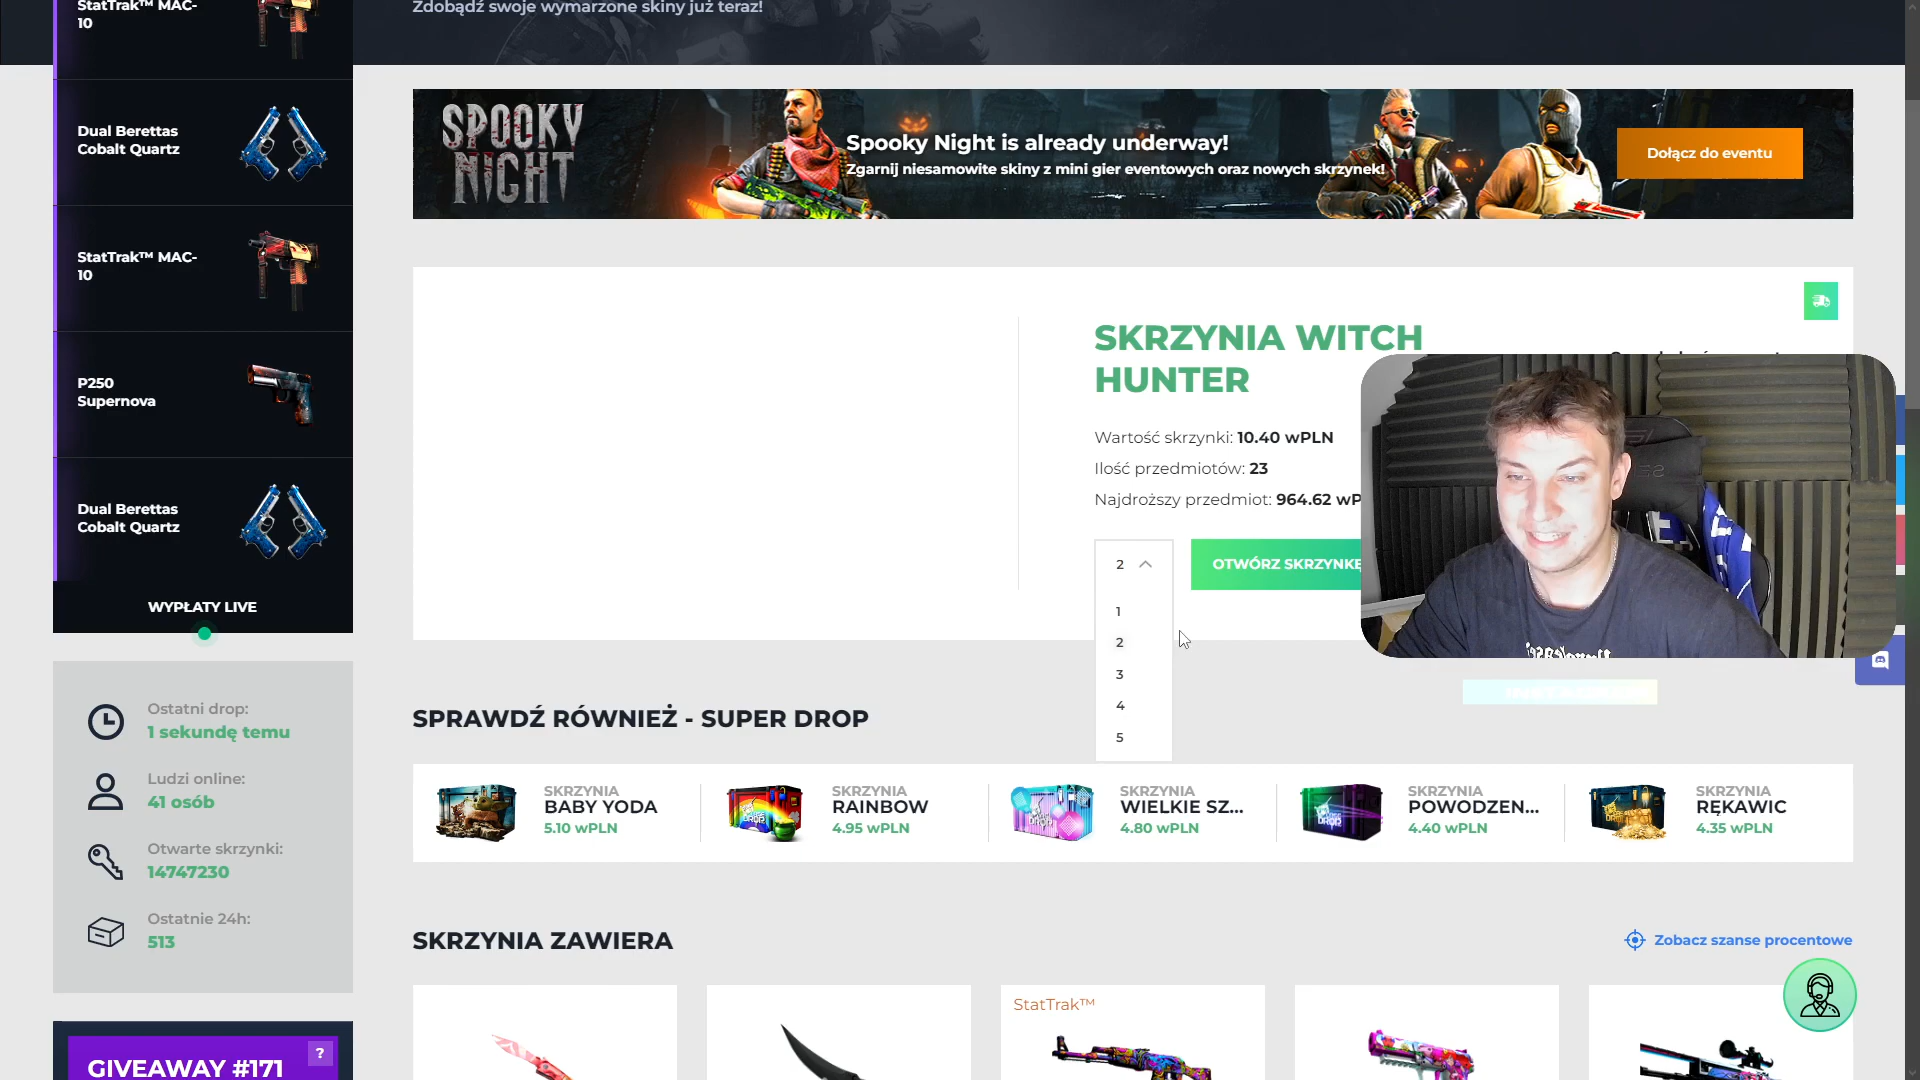 Zdobądź swoje wymarzone skiny już teraz!
StatTrak™ MAC-
10
Dual Berettas
Cobalt Quartz
StatTrak™ MAC-
10
P250
Supernova
Dual Berettas
Cobalt Quartz
WYPŁATY LIVE
SPOOKY
NIGHT
Spooky Night is already underway!
Zgarnij niesamowite skiny z mini gier eventowych oraz nowych skrzynek!
Dołącz do eventu
SKRZYNIA WITCH
HUNTER
Wartość skrzynki: 10.40 wPLN
Ilość przedmiotów: 23
Najdroższy przedmiot: 964.62 wP
2
OTWÓRZ SKRZYNKĘ
1
2
3
4
5
Ostatni drop:
1 sekundę temu
Ludzi online:
41 osób
Otwarte skrzynki:
14747230
Ostatnie 24h:
513
GIVEAWAY #171
?
SPRAWDŹ RÓWNIEŻ - SUPER DROP
SKRZYNIA
BABY YODA
5.10 wPLN
SKRZYNIA
RAINBOW
4.95 wPLN
SKRZYNIA
WIELKIE SZ...
4.80 wPLN
SKRZYNIA
POWODZEN...
4.40 wPLN
SKRZYNIA
RĘKAWIC
4.35 wPLN
SKRZYNIA ZAWIERA
Zobacz szanse procentowe
StatTrak™